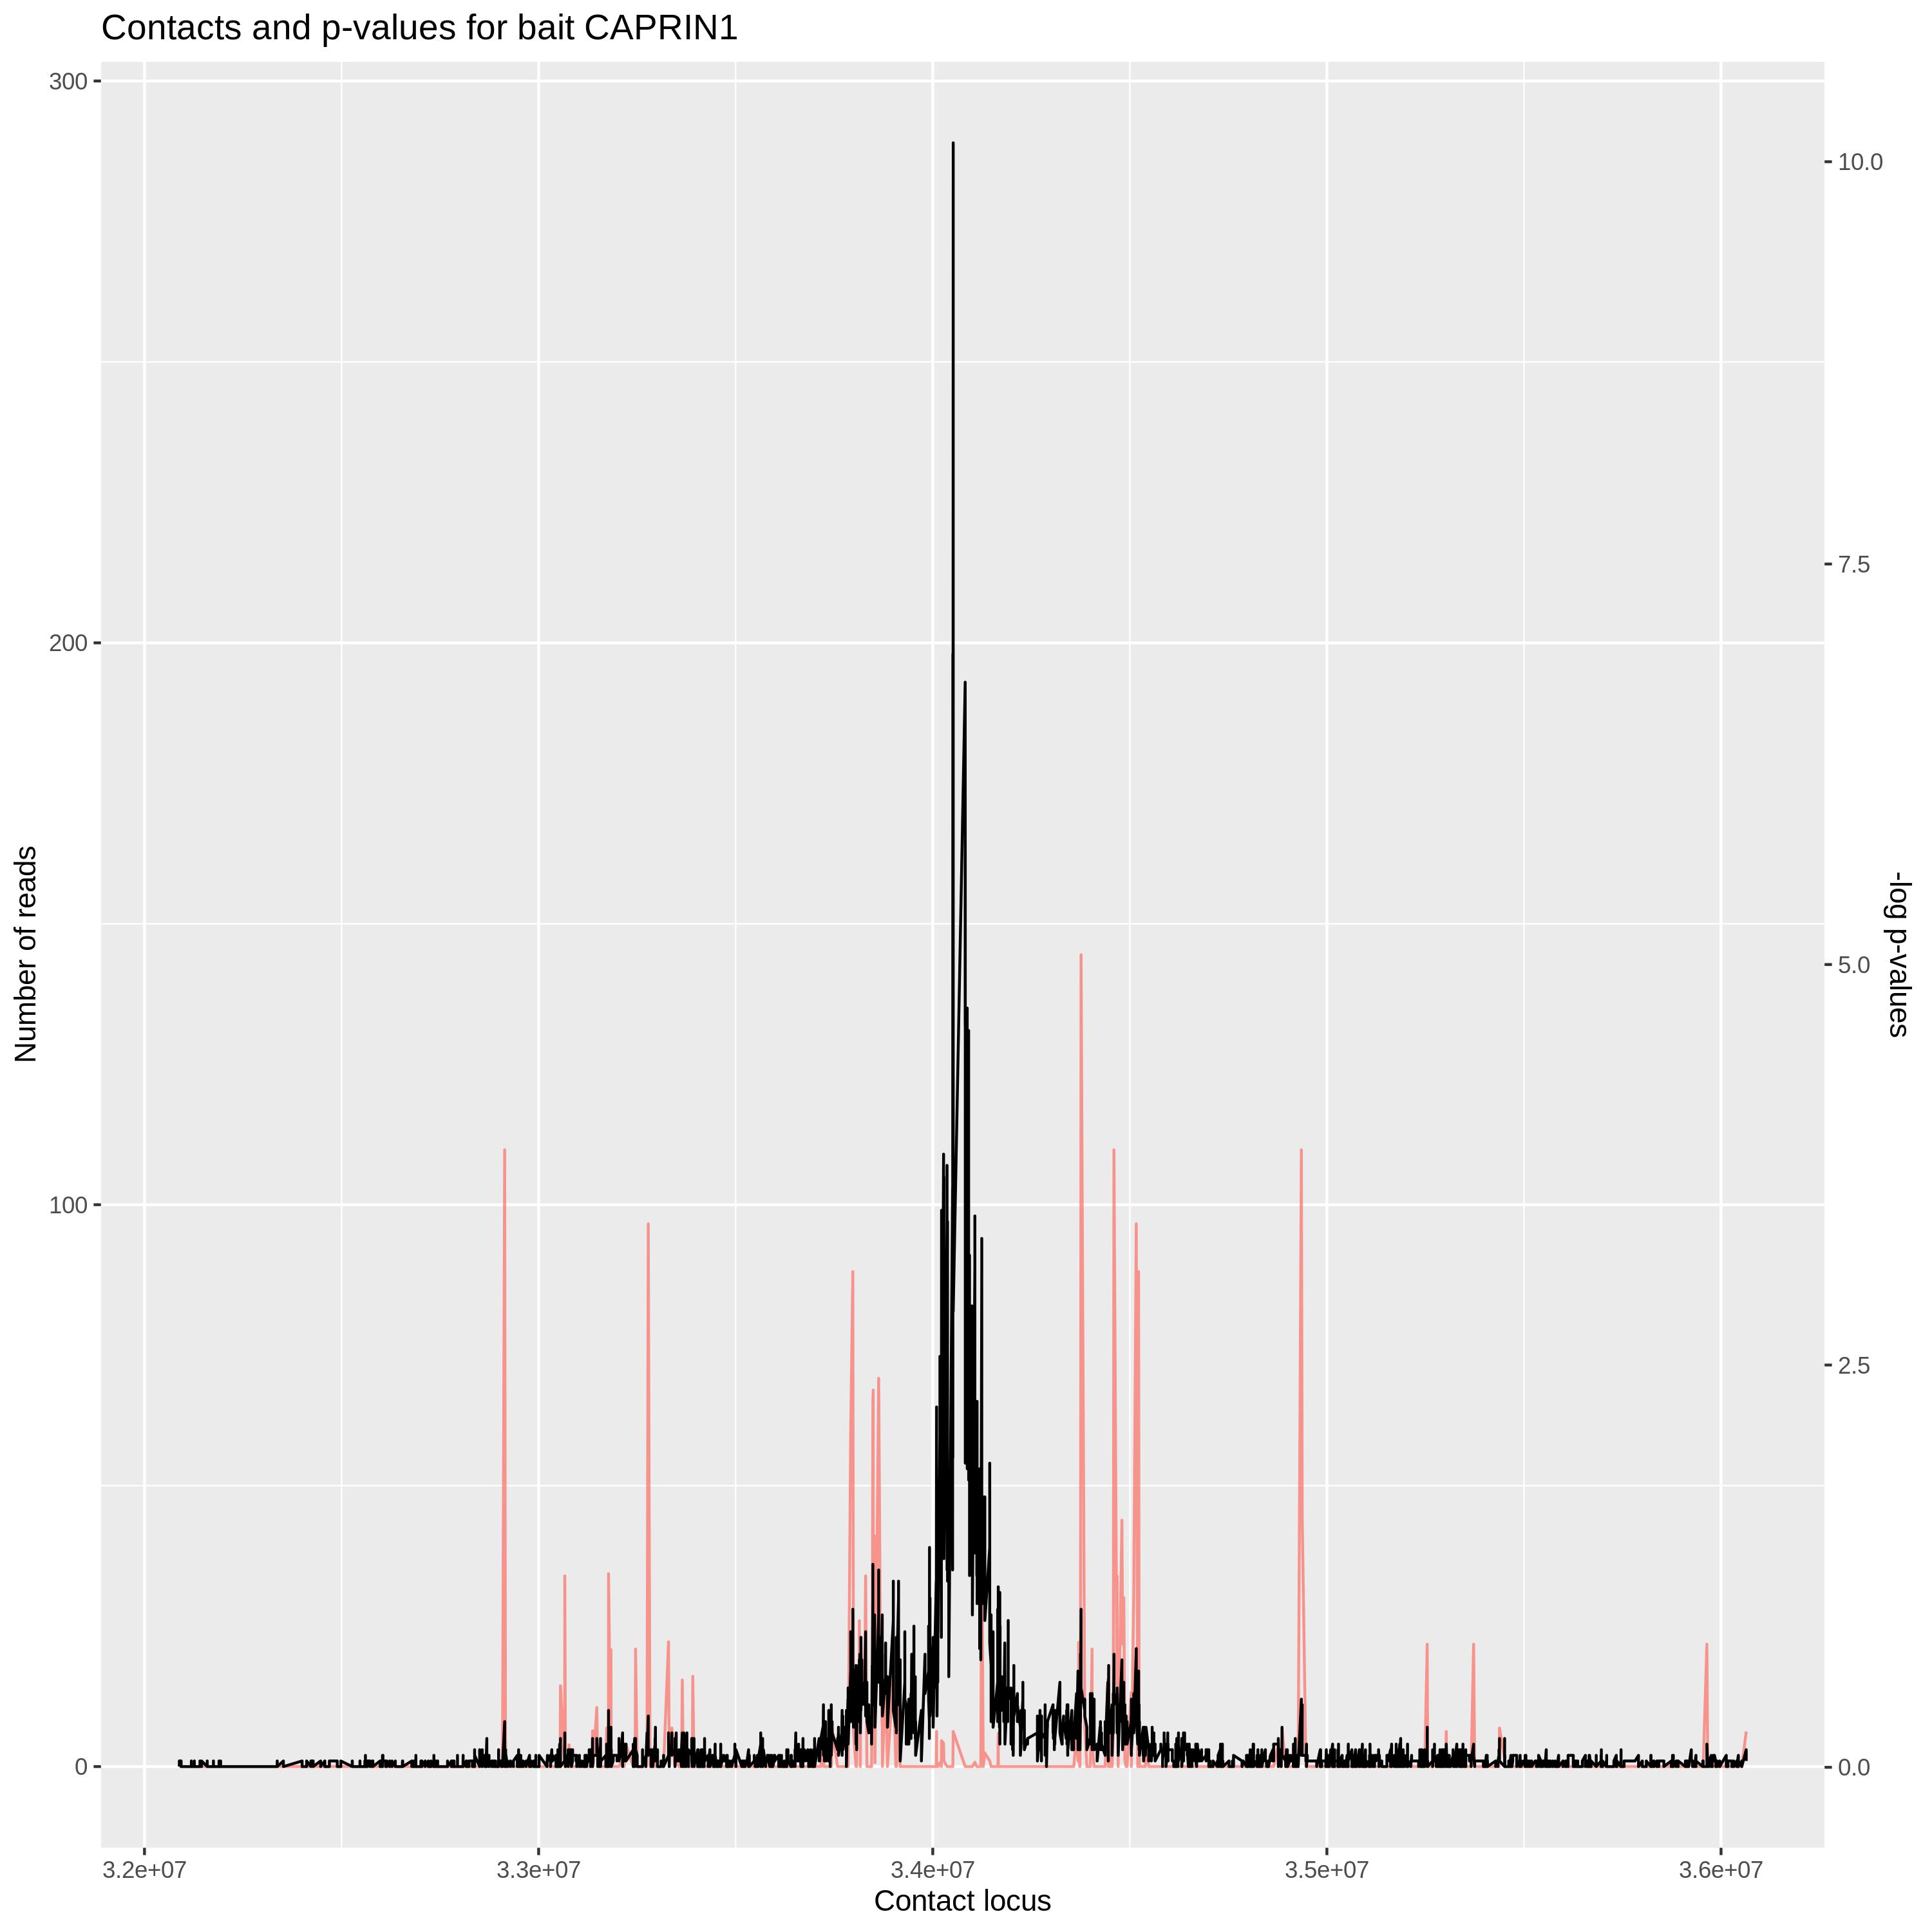 Contacts and p-values for bait CAPRIN1
300
200
100
0
Number of reads
10.0
7.5
5.0
2.5
0.0
-log p-values
3.2e+07 3.3e+07 3.4e+07 3.5e+07 3.6e+07
Contact locus